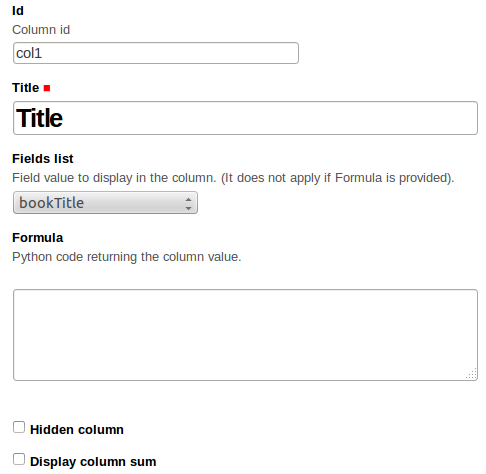 Id
Column id
col1
Title
Title
Fields list
Field value to display in the column. (It does not apply if Formula is provided).
bookTitle
Formula
Python code returning the column value.
Hidden column
Display column sum